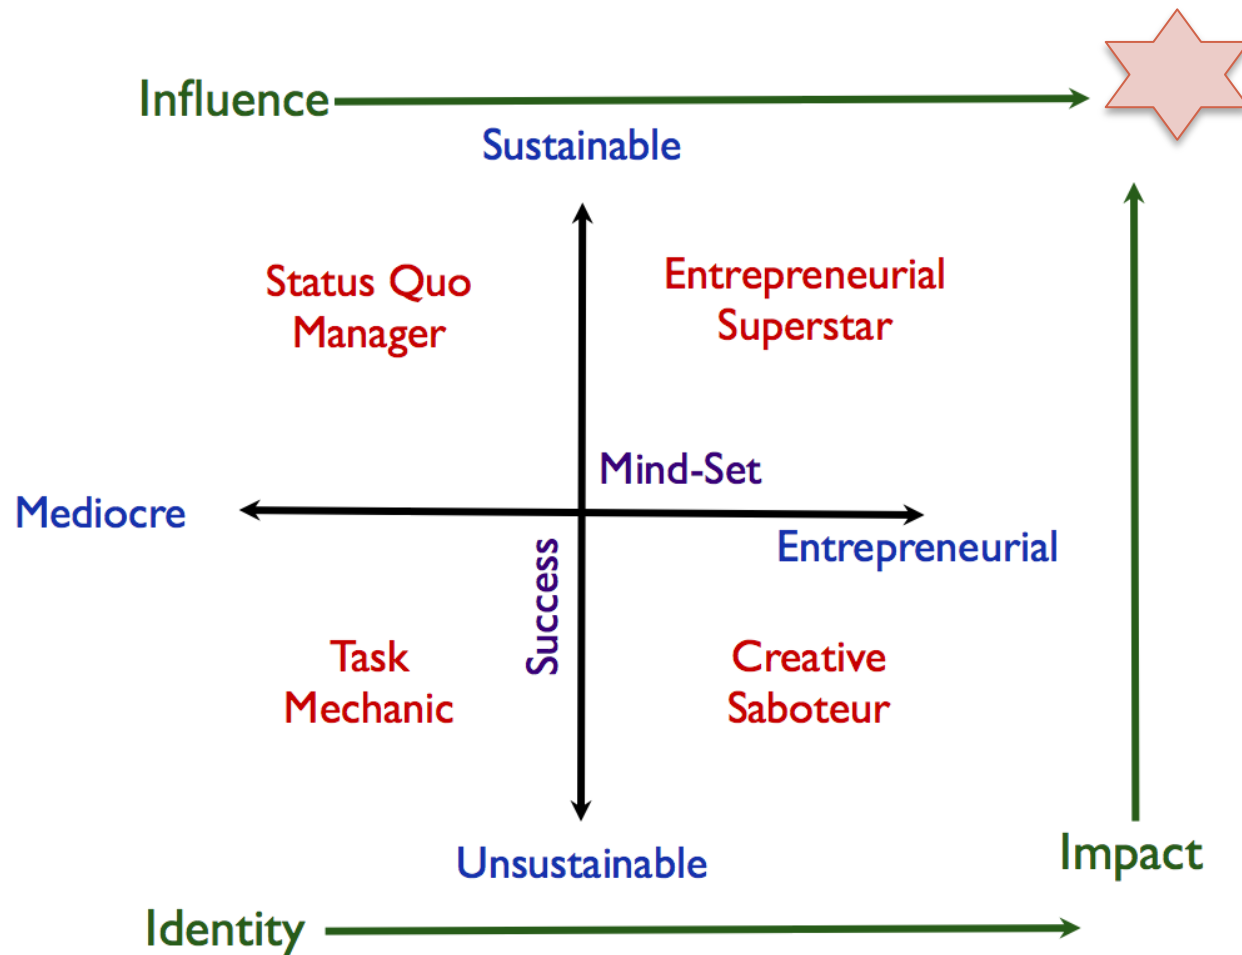 Influence
Sustainable
Status Quo
Manager
Entrepreneurial
Superstar
Mind-Set
Mediocre
Entrepreneurial
Success
Task
Mechanic
Creative
Saboteur
Unsustainable
Impact
Identity